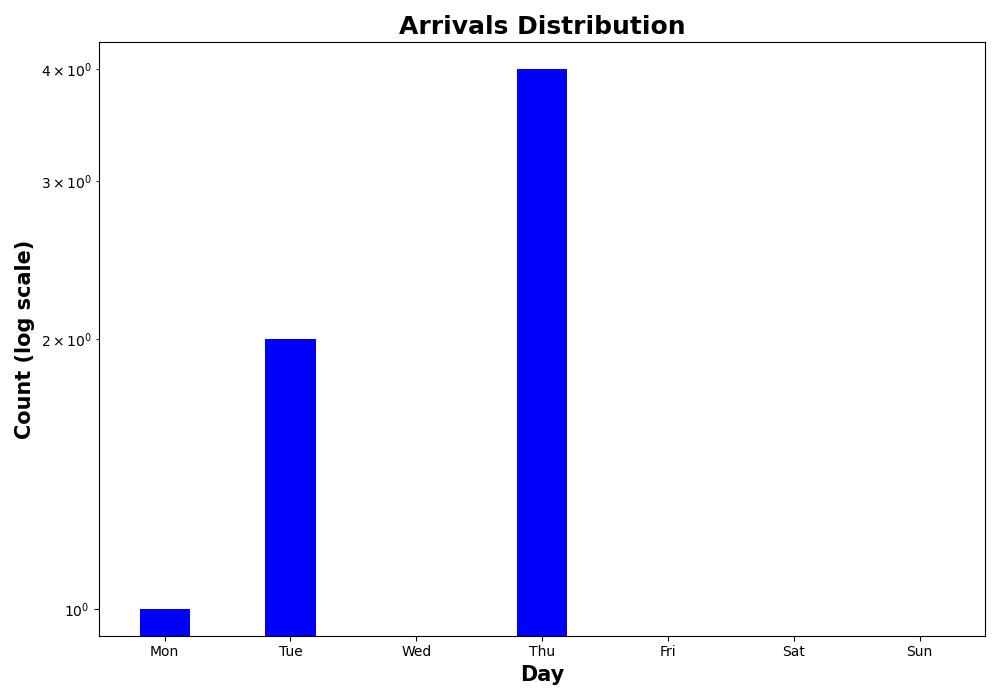 Arrivals Distribution
Count (log scale)
4 × 10⁰
3 × 10⁰
2 × 10⁰
10⁰
Mon Tue Wed Thu Fri Sat Sun
Day